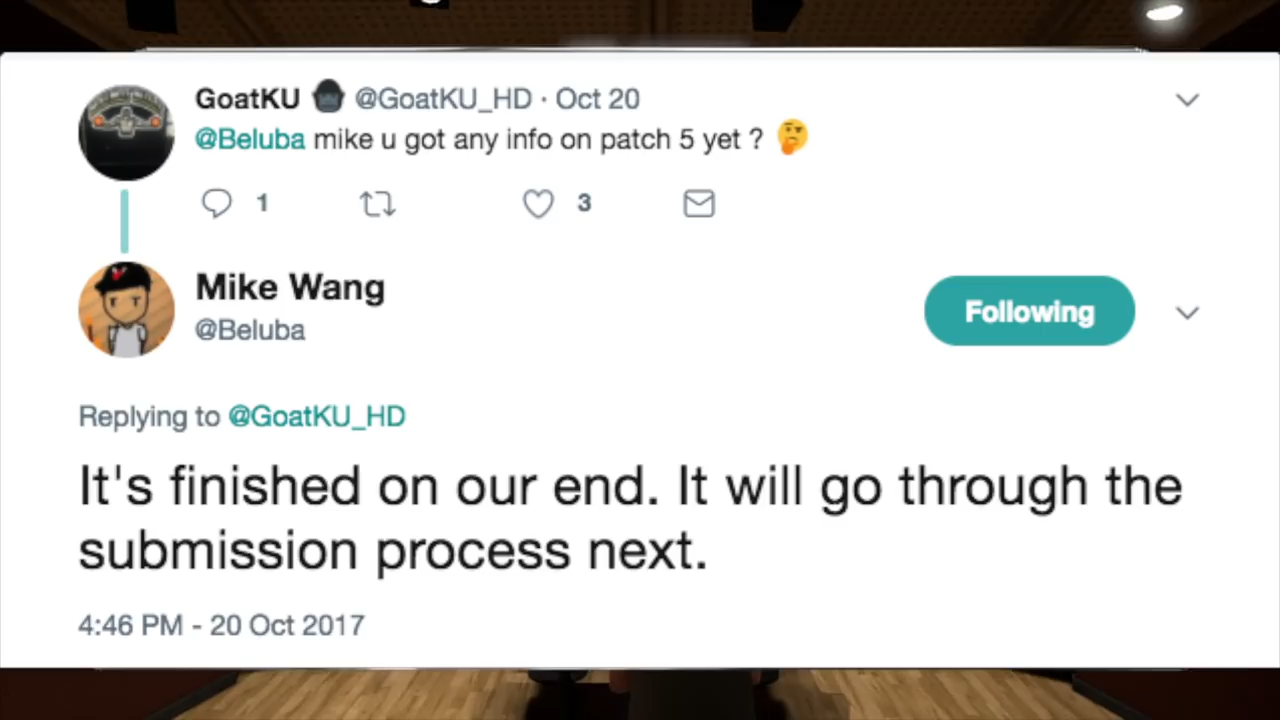 GoatKU @GoatKU_HD · Oct 20
@Beluba mike u got any info on patch 5 yet ? 🤔
1 3
Mike Wang
@Beluba
Following
Replying to @GoatKU_HD
It's finished on our end. It will go through the
submission process next.
4:46 PM - 20 Oct 2017